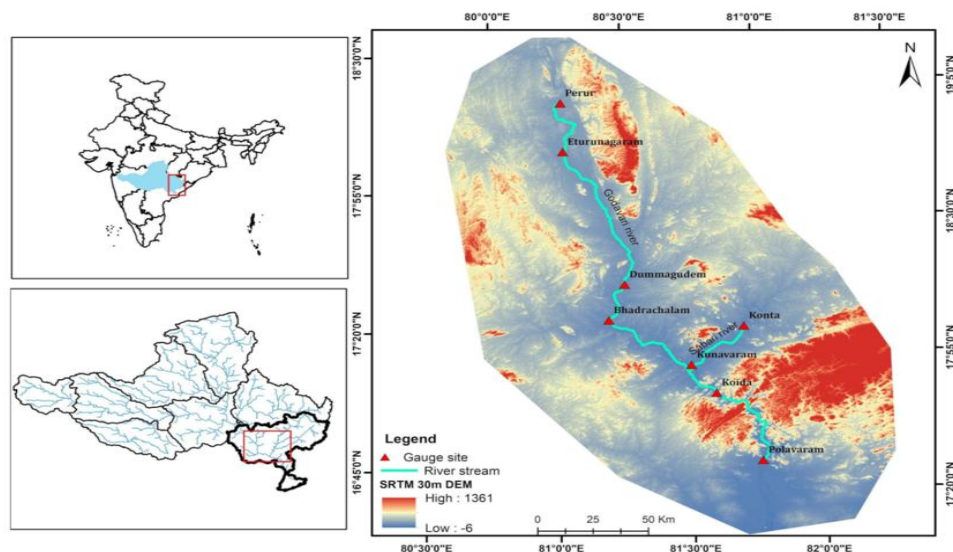 80°0'0"E 80°30'0"E 81°0'0"E 81°30'0"E
N
18°30'0"N
17°55'0"N
17°20'0"N
16°45'0"N
19°5'0"N
18°30'0"N
17°55'0"N
17°20'0"N
Perur
Eturunagaram
Godavari river
Dummagudem
Bhadrachalam
Konta
Sabari river
Kunavaram
Koida
Polavaram
Legend
Gauge site
River stream
SRTM 30m DEM
High : 1361
Low : -6
0 25 50 Km
80°30'0"E 81°0'0"E 81°30'0"E 82°0'0"E